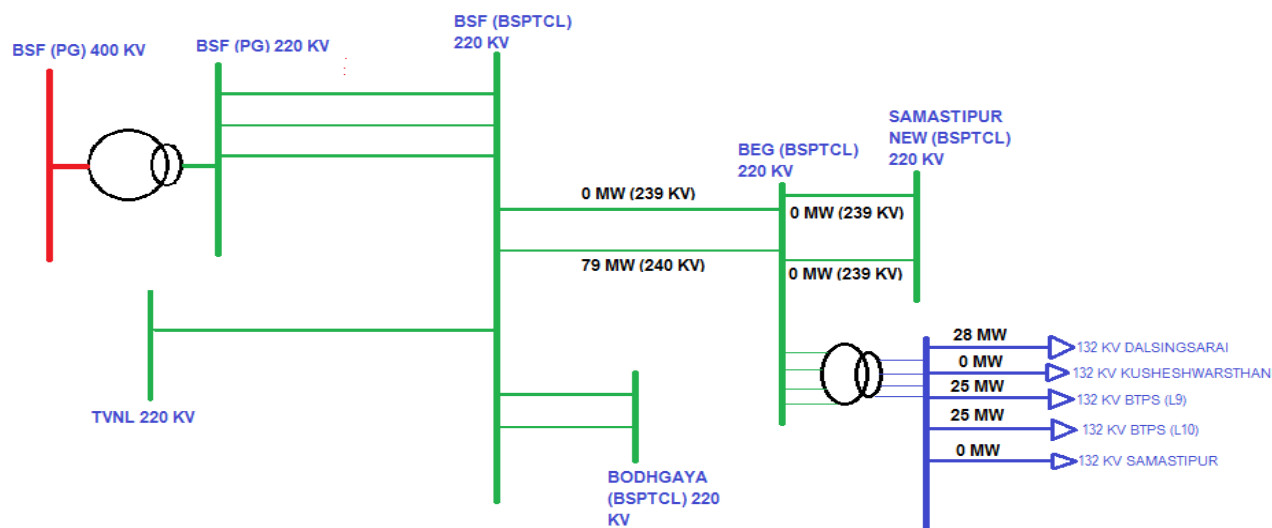 BSF (PG) 400 KV
BSF (PG) 220 KV
BSF (BSPTCL)
220 KV
SAMASTIPUR
NEW (BSPTCL)
220 KV
BEG (BSPTCL)
220 KV
0 MW (239 KV)
0 MW (239 KV)
79 MW (240 KV)
0 MW (239 KV)
TVNL 220 KV
BODHGAYA
(BSPTCL) 220
KV
28 MW
132 KV DALSINGSARAI
0 MW
132 KV KUSHESHWARSTHAN
25 MW
132 KV BTPS (L9)
25 MW
132 KV BTPS (L10)
0 MW
132 KV SAMASTIPUR